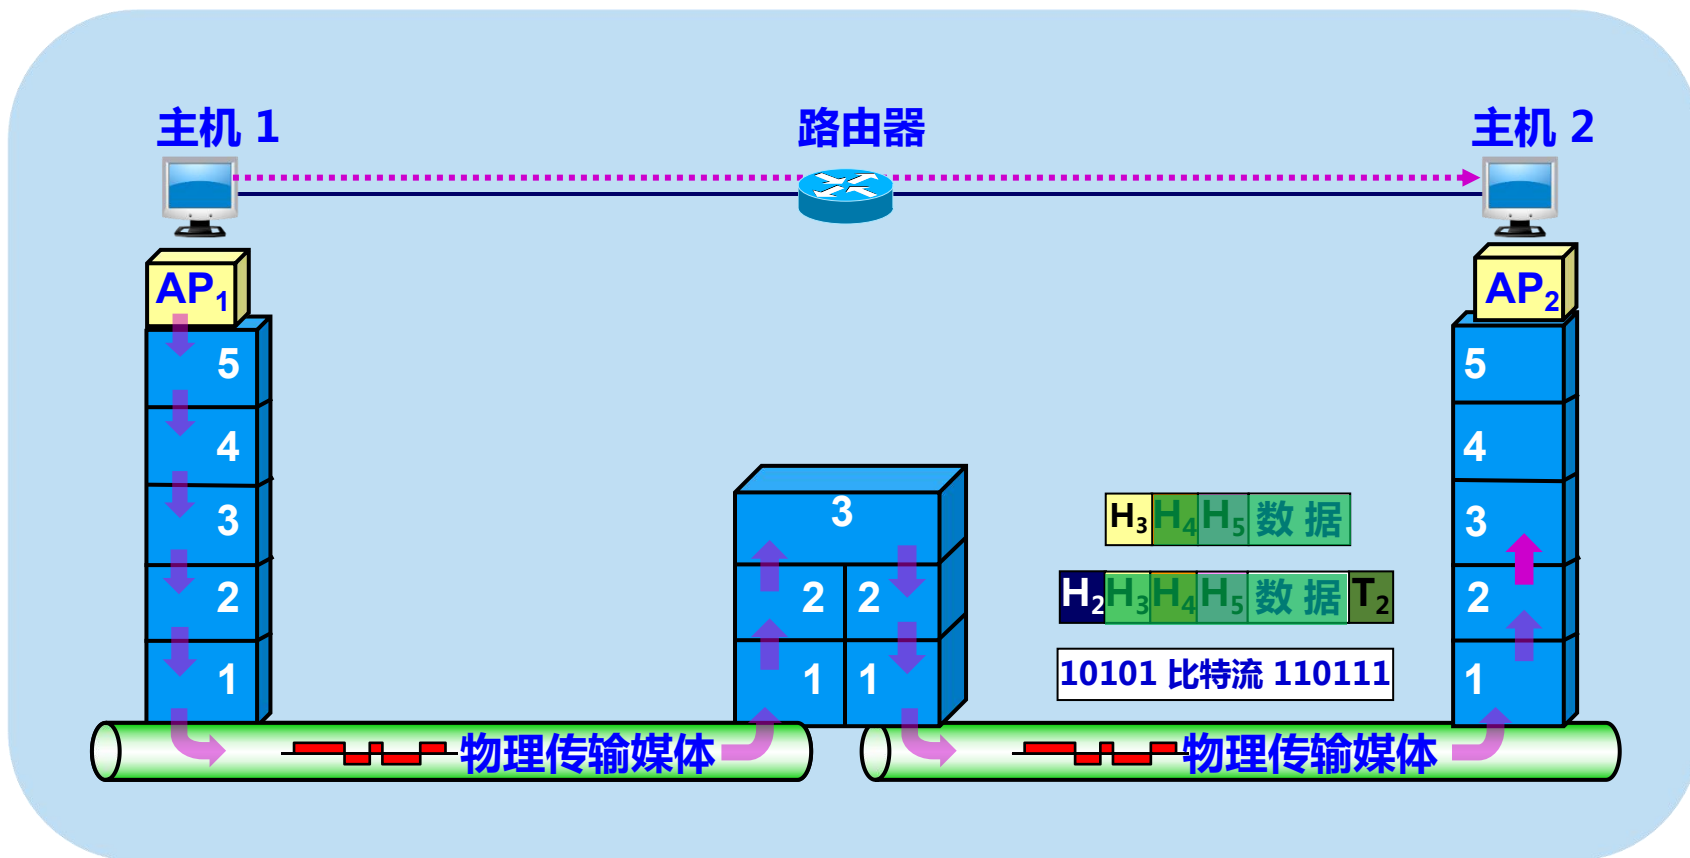 主机 1
路由器
主机 2
AP₁
AP₂
5
5
4
4
3
3
3
H₃ H₄ H₅ 数 据
2
2 2
H₂ H₃ H₄ H₅ 数 据 T₂
2
1
1 1
10101 比特流 110111
1
物理传输媒体
物理传输媒体